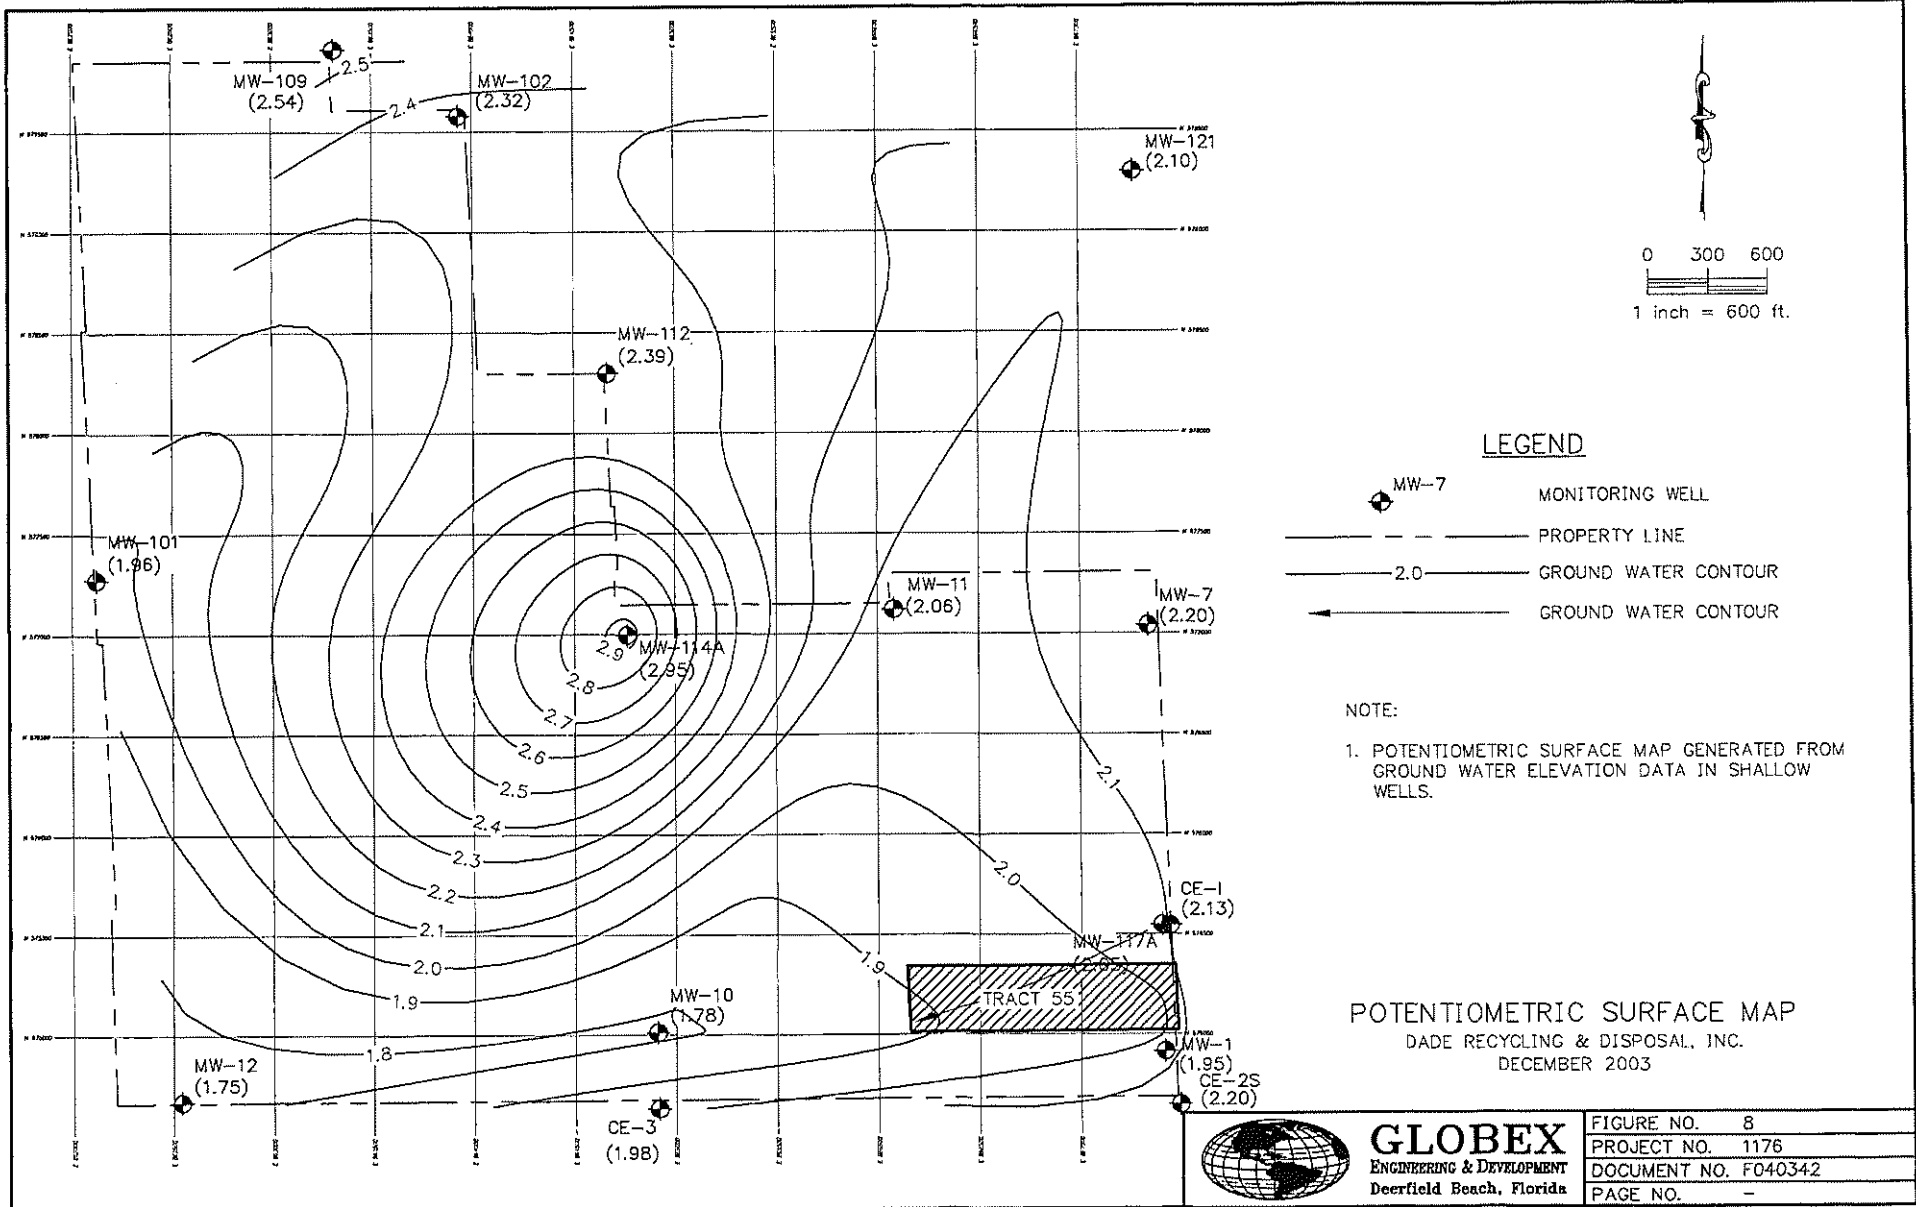 MW-109
(2.54)
2.5
MW-102
(2.32)
2.4
MW-121
(2.10)
0 300 600
1 inch = 600 ft.
MW-112
(2.39)
LEGEND
MW-7
MONITORING WELL
PROPERTY LINE
2.0
GROUND WATER CONTOUR
GROUND WATER CONTOUR
MW-101
(1.96)
MW-11
(2.06)
MW-7
(2.20)
2.9
MW-114A
(2.95)
2.8
2.7
2.6
2.5
2.4
2.3
2.2
2.1
2.0
1.9
1.8
2.1
2.0
1.9
NOTE:
1. POTENTIOMETRIC SURFACE MAP GENERATED FROM
GROUND WATER ELEVATION DATA IN SHALLOW
WELLS.
CE-1
(2.13)
MW-117A
TRACT 55
MW-10
(1.78)
MW-12
(1.75)
CE-3
(1.98)
MW-1
(1.95)
CE-2S
(2.20)
POTENTIOMETRIC SURFACE MAP
DADE RECYCLING & DISPOSAL, INC.
DECEMBER 2003
GLOBEX
ENGINEERING & DEVELOPMENT
Deerfield Beach, Florida
FIGURE NO. 8
PROJECT NO. 1176
DOCUMENT NO. F040342
PAGE NO. -